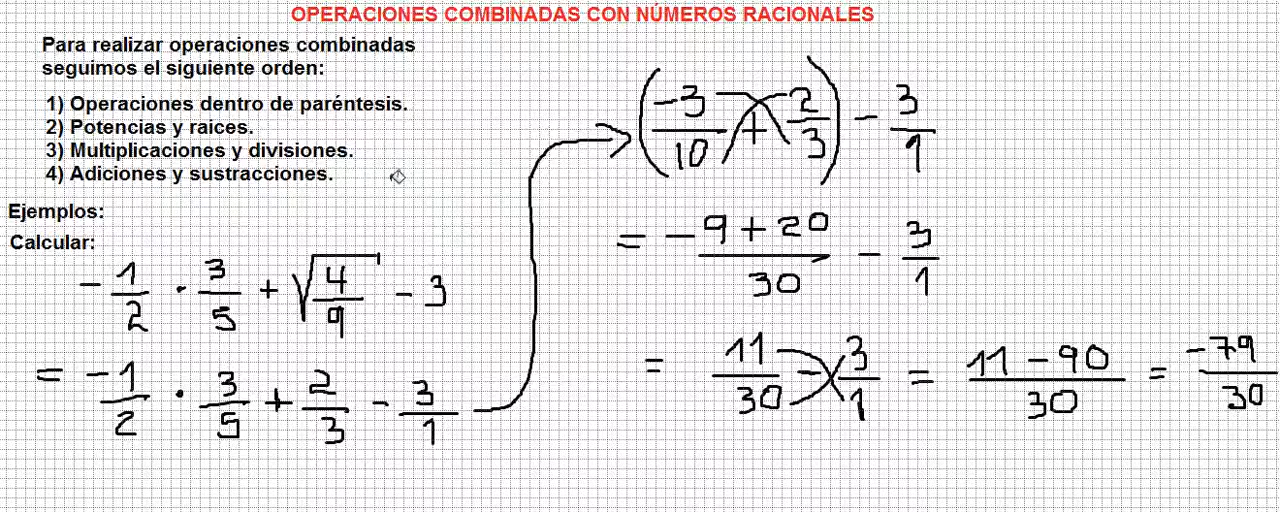 OPERACIONES COMBINADAS CON NÚMEROS RACIONALES
Para realizar operaciones combinadas
seguimos el siguiente orden:
1) Operaciones dentro de paréntesis.
2) Potencias y raices.
3) Multiplicaciones y divisiones.
4) Adiciones y sustracciones.
Ejemplos:
Calcular:
-1/2 · 3/5 + √(4/9) - 3
= -1/2 · 3/5 + 2/3 - 3/1
(-3/10 + 2/3) - 3/1
= (-9+20)/30 - 3/1
= 11/30 - 3/1 = (11-90)/30 = -79/30